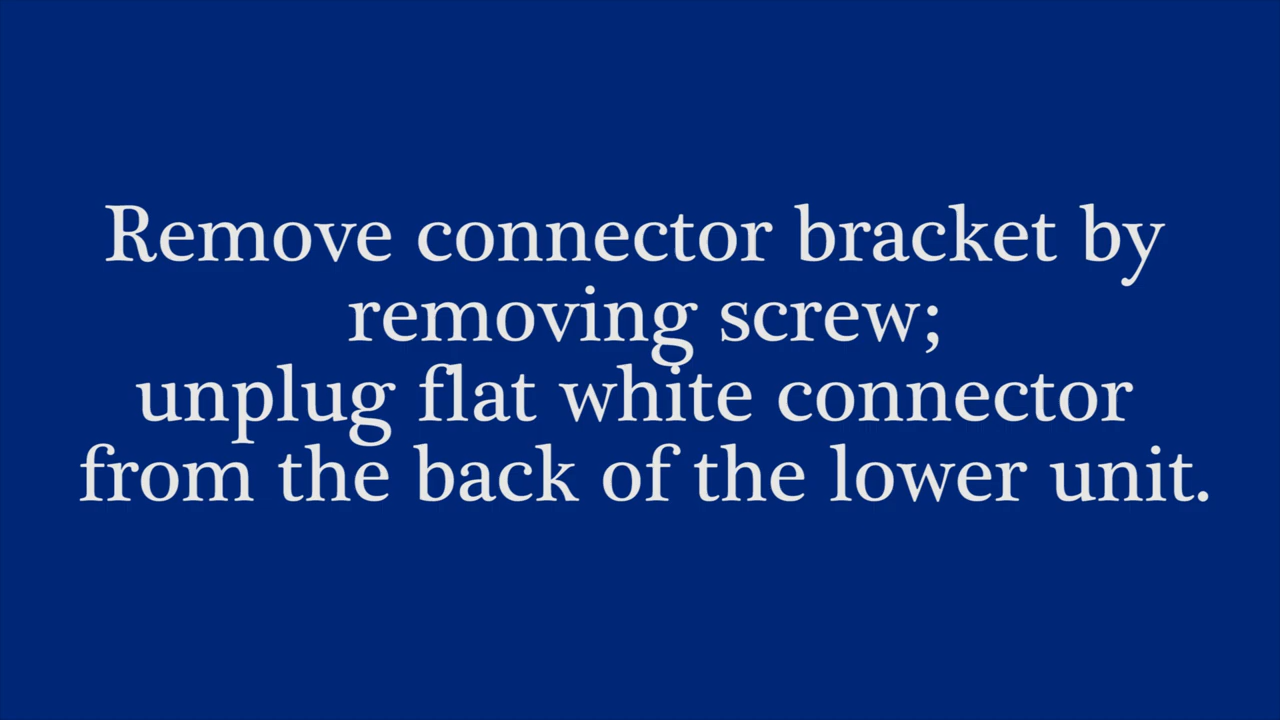 Remove connector bracket by
removing screw;
unplug flat white connector
from the back of the lower unit.